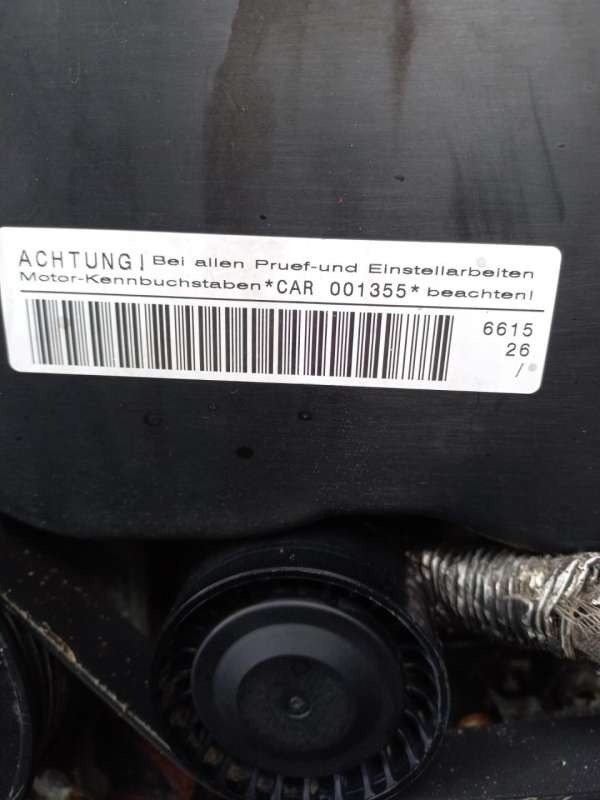 ACHTUNG! Bei allen Pruef-und Einstellarbeiten
Motor-Kennbuchstaben *CAR 001355* beachten!
6615
26
/